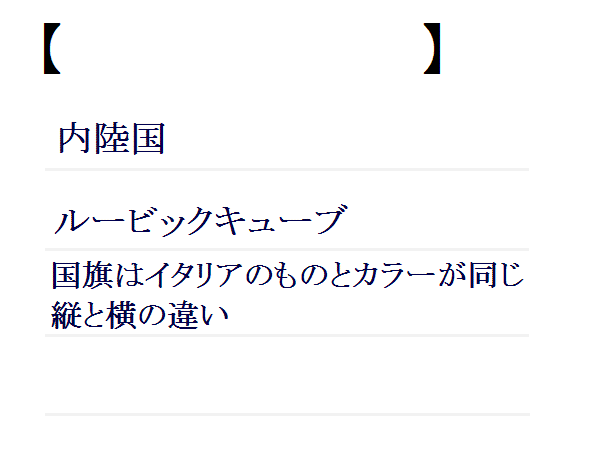 【 】
内陸国
ルービックキューブ
国旗はイタリアのものとカラーが同じ
縦と横の違い